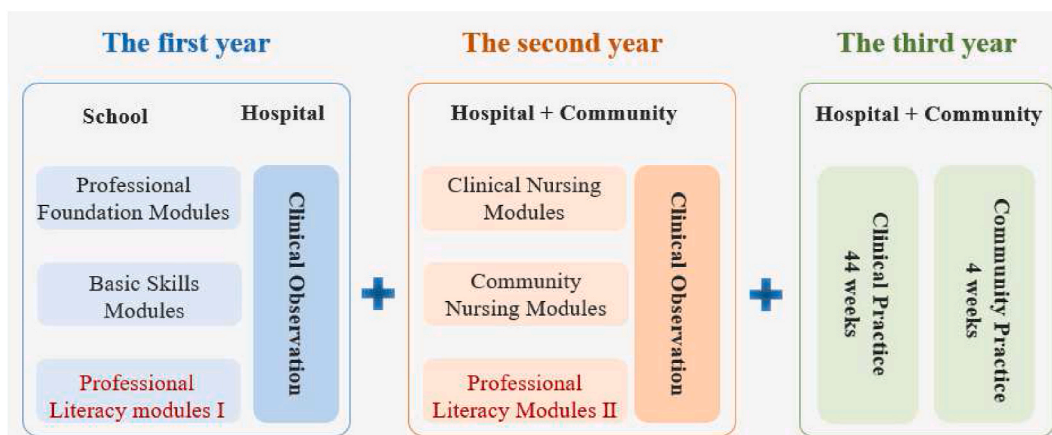 The first year
School
Hospital
Professional
Foundation Modules
Basic Skills
Modules
Professional
Literacy modules I
Clinical Observation
The second year
Hospital + Community
Clinical Nursing
Modules
Community
Nursing Modules
Professional
Literacy Modules II
Clinical Observation
The third year
Hospital + Community
Clinical Practice
44 weeks
Community Practice
4 weeks